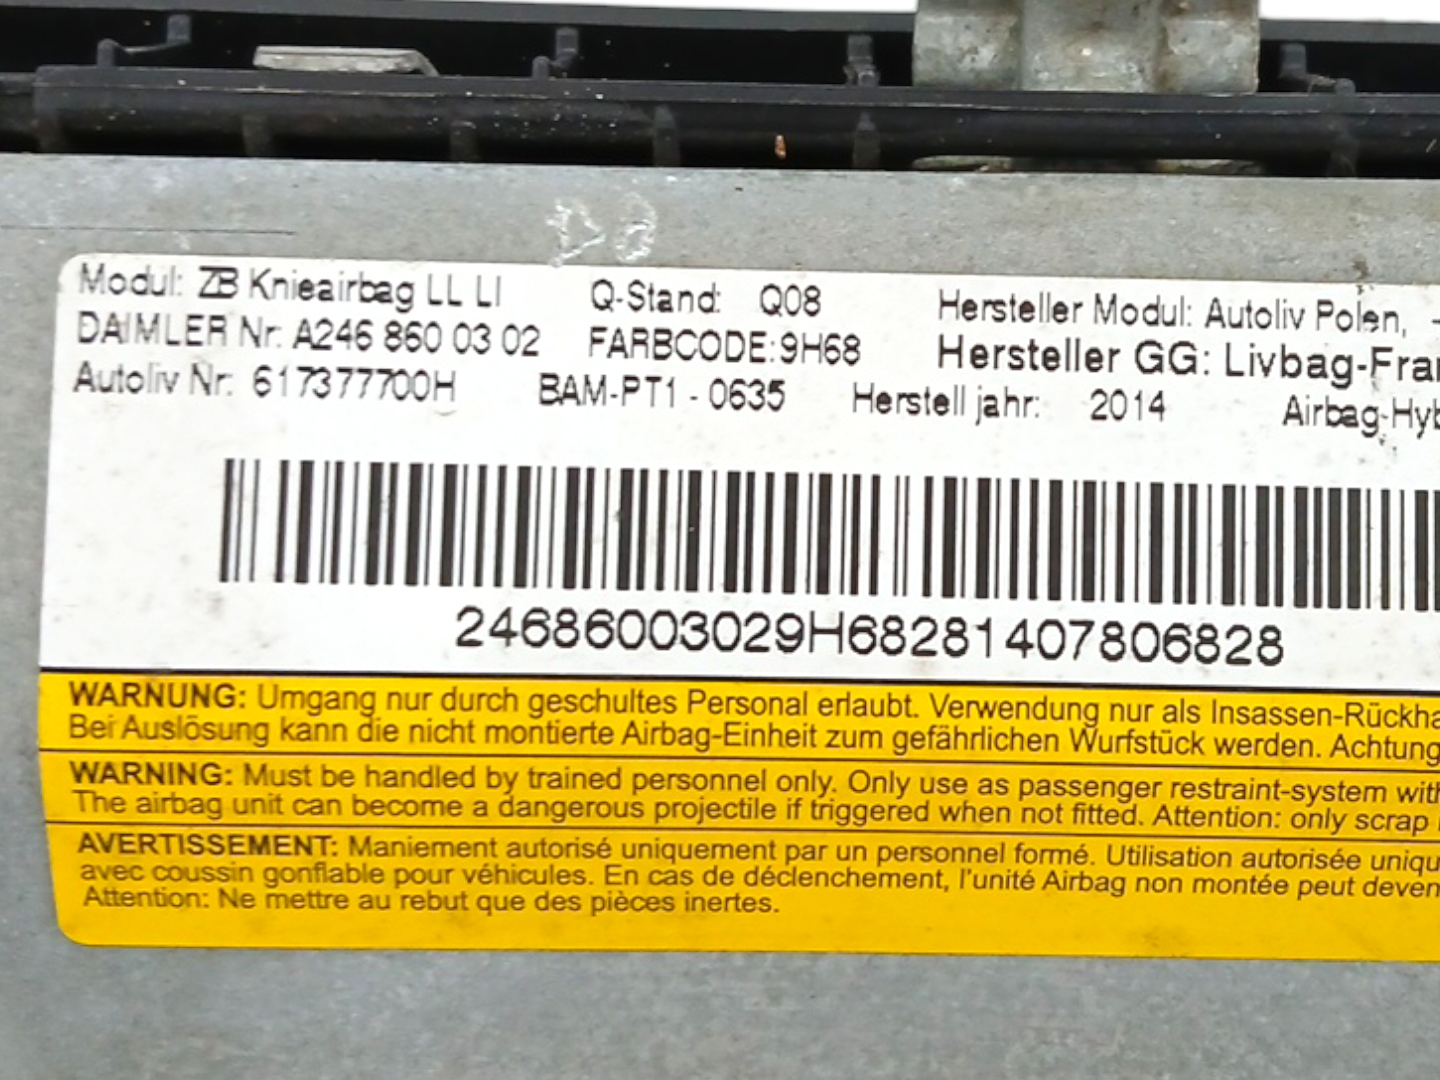 Modul: ZB Knieairbag LL LI Q-Stand: Q08 Hersteller Modul: Autoliv Polen,
DAIMLER Nr: A246 860 03 02 FARBCODE: 9H68 Hersteller GG: Livbag-Fra
Autoliv Nr: 617377700H BAM-PT1 - 0635 Herstell jahr: 2014 Airbag-Hyb
24686003029H68281407806828
WARNUNG: Umgang nur durch geschultes Personal erlaubt. Verwendung nur als Insassen-Rückha
Bei Auslösung kann die nicht montierte Airbag-Einheit zum gefährlichen Wurfstück werden. Achtung
WARNING: Must be handled by trained personnel only. Only use as passenger restraint-system with
The airbag unit can become a dangerous projectile if triggered when not fitted. Attention: only scrap
AVERTISSEMENT: Maniement autorisé uniquement par un personnel formé. Utilisation autorisée uniqu
avec coussin gonflable pour véhicules. En cas de déclenchement, l'unité Airbag non montée peut deven
Attention: Ne mettre au rebut que des pièces inertes.